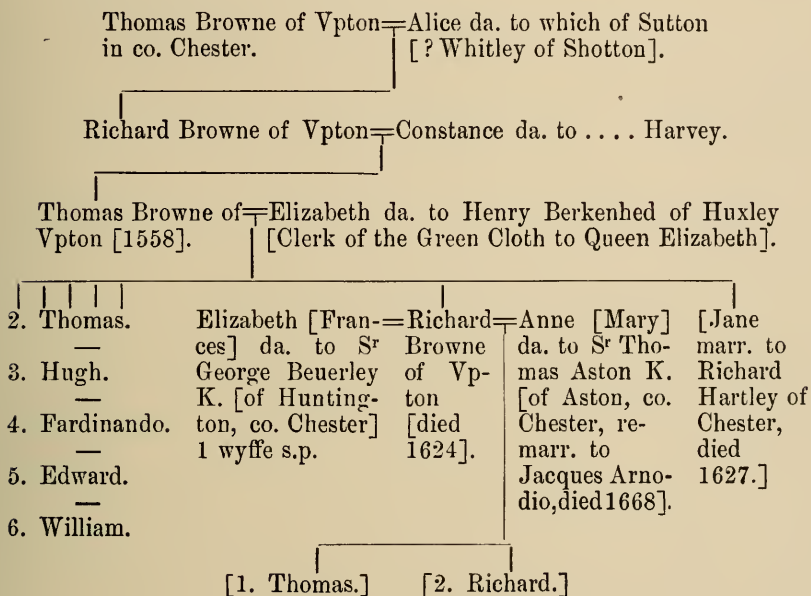 Thomas Browne of Vpton=Alice da. to which of Sutton
in co. Chester. [? Whitley of Shotton].
Richard Browne of Vpton=Constance da. to .... Harvey.
Thomas Browne of=Elizabeth da. to Henry Berkenhed of Huxley
Vpton [1558]. [Clerk of the Green Cloth to Queen Elizabeth].
2. Thomas.
—
3. Hugh.
—
4. Fardinando.
—
5. Edward.
—
6. William.
Elizabeth [Fran-
ces] da. to Sʳ
George Beuerley
K. [of Hunting-
ton, co. Chester]
1 wyffe s.p.
=Richard=
Browne
of Vp-
ton
[died
1624].
Anne [Mary]
da. to Sʳ Tho-
mas Aston K.
[of Aston, co.
Chester, re-
marr. to
Jacques Arno-
dio,died1668].
[Jane
marr. to
Richard
Hartley of
Chester,
died
1627.]
[1. Thomas.] [2. Richard.]